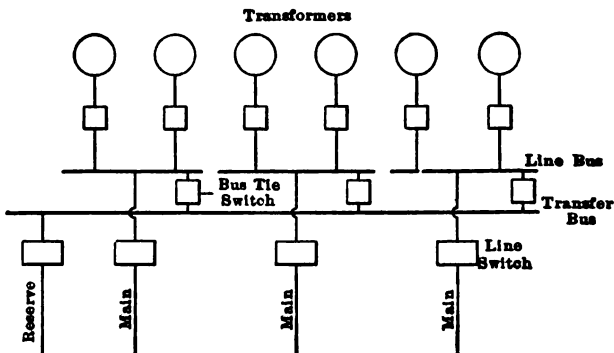 Transformers
Line Bus
Bus Tie
Switch
Transfer
Bus
Line
Switch
Reserve
Main
Main
Main